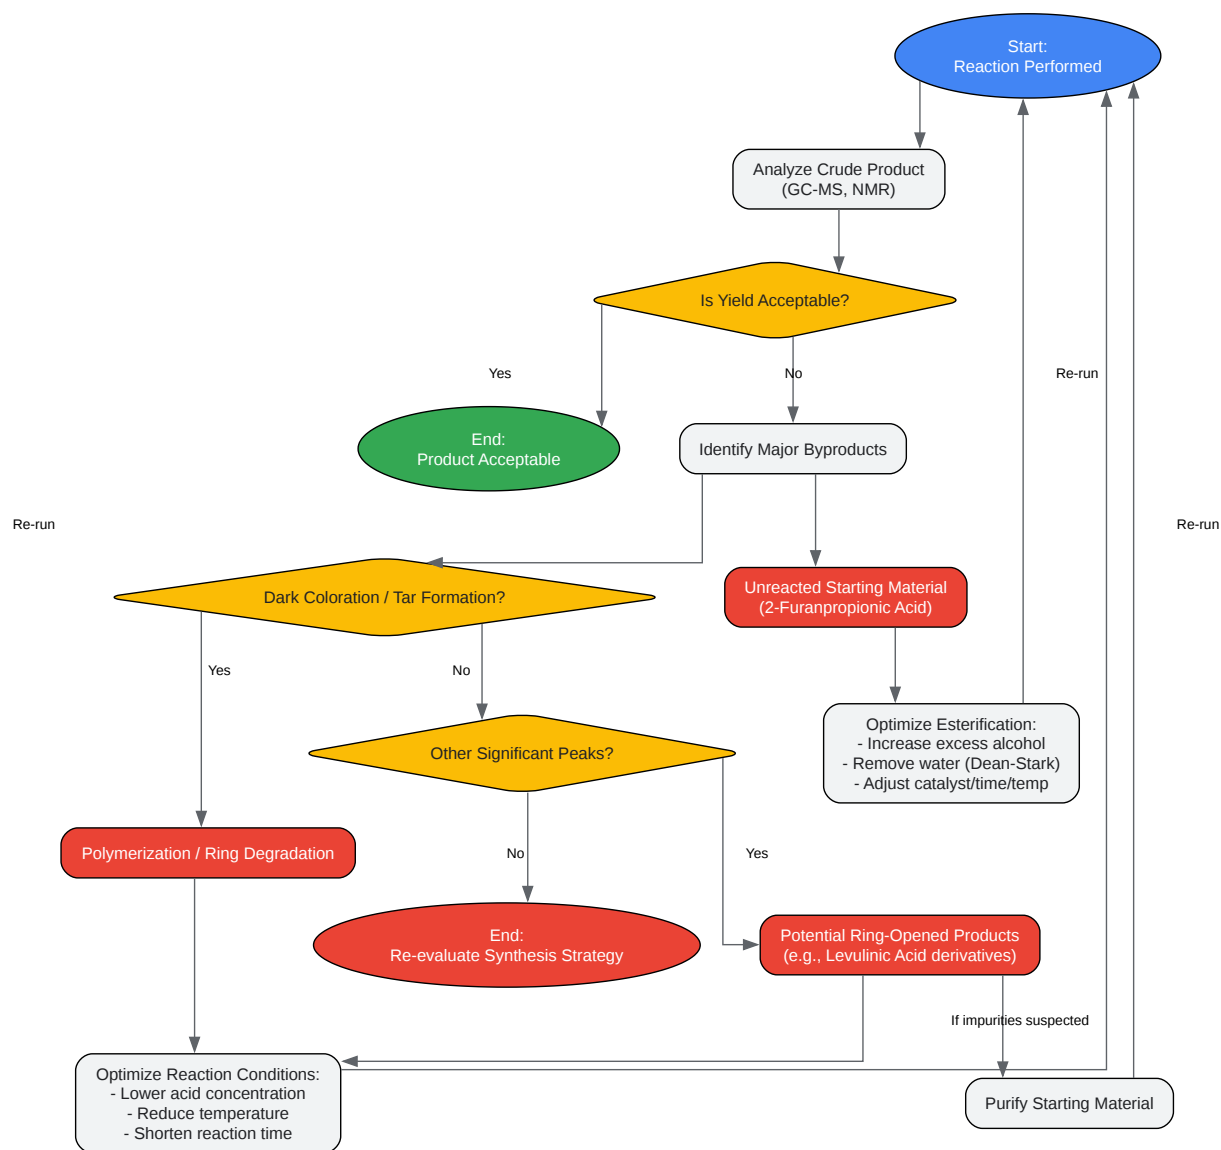 Start:
Reaction Performed
Analyze Crude Product
(GC-MS, NMR)
Is Yield Acceptable?
Yes
No
Re-run
End:
Product Acceptable
Identify Major Byproducts
Re-run
Re-run
Dark Coloration / Tar Formation?
Unreacted Starting Material
(2-Furanpropionic Acid)
Yes
No
Optimize Esterification:
- Increase excess alcohol
- Remove water (Dean-Stark)
- Adjust catalyst/time/temp
Other Significant Peaks?
Polymerization / Ring Degradation
No
Yes
End:
Re-evaluate Synthesis Strategy
Potential Ring-Opened Products
(e.g., Levulinic Acid derivatives)
If impurities suspected
Optimize Reaction Conditions:
- Lower acid concentration
- Reduce temperature
- Shorten reaction time
Purify Starting Material